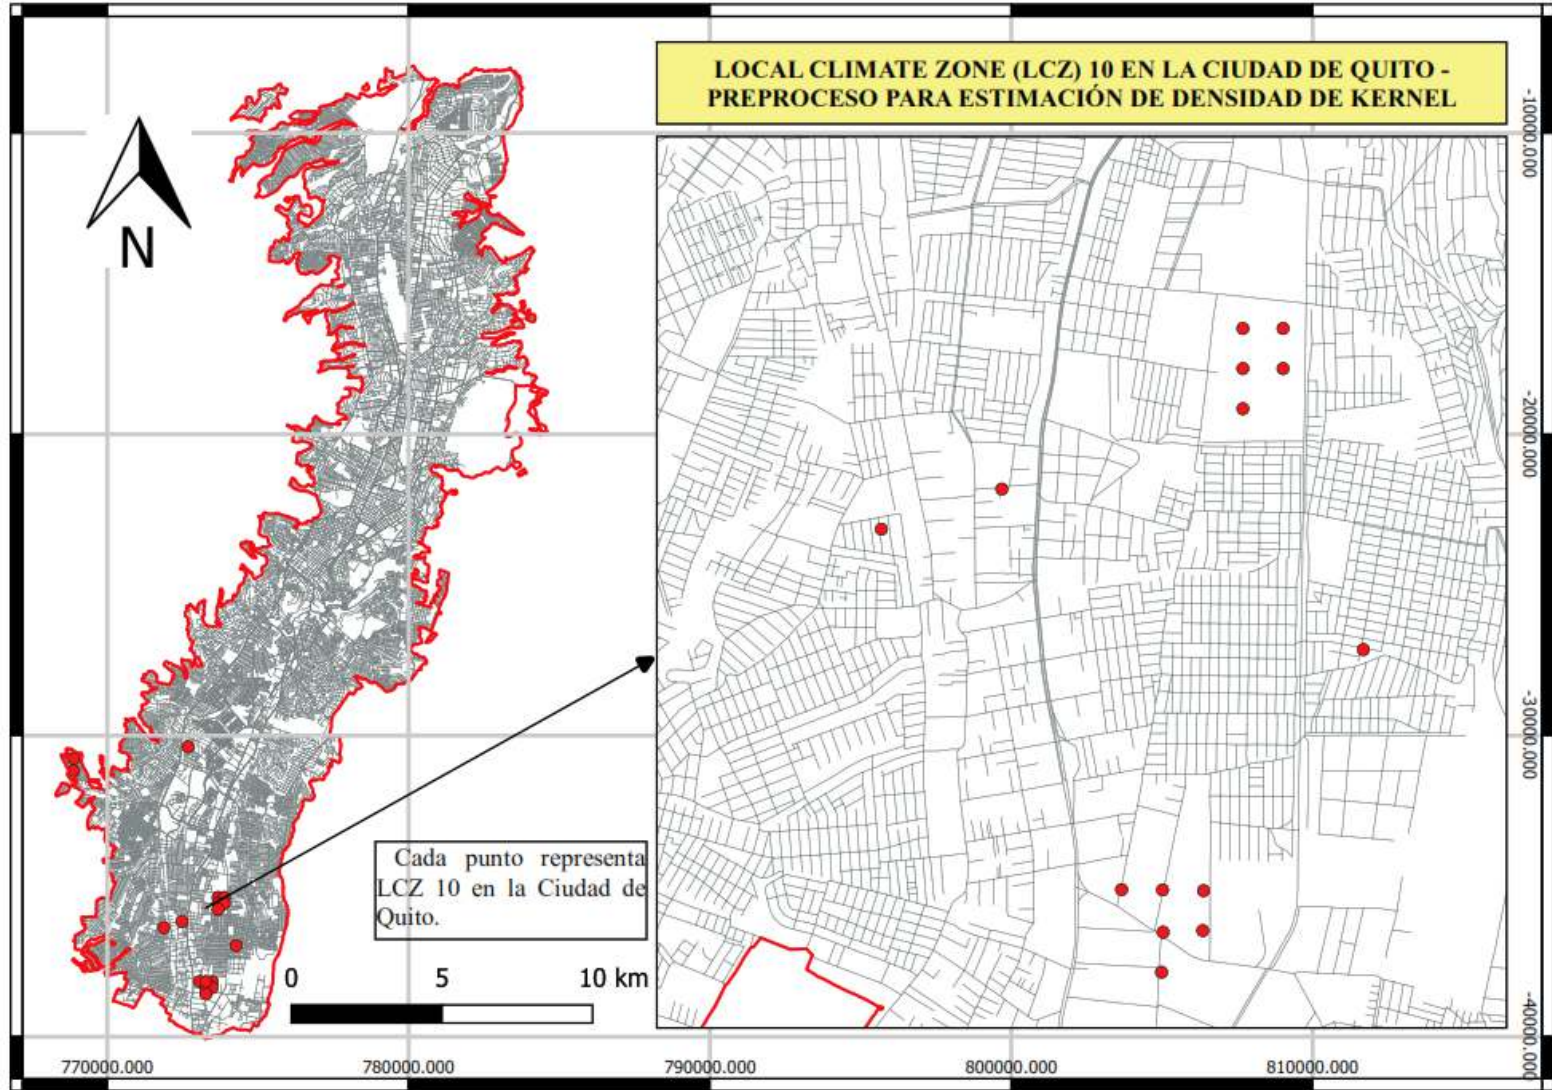 LOCAL CLIMATE ZONE (LCZ) 10 EN LA CIUDAD DE QUITO -
PREPROCESO PARA ESTIMACIÓN DE DENSIDAD DE KERNEL
N
Cada punto representa
LCZ 10 en la Ciudad de
Quito.
0 5 10 km
-10000.000
-20000.000
-30000.000
-40000.000
770000.000 780000.000 790000.000 800000.000 810000.000